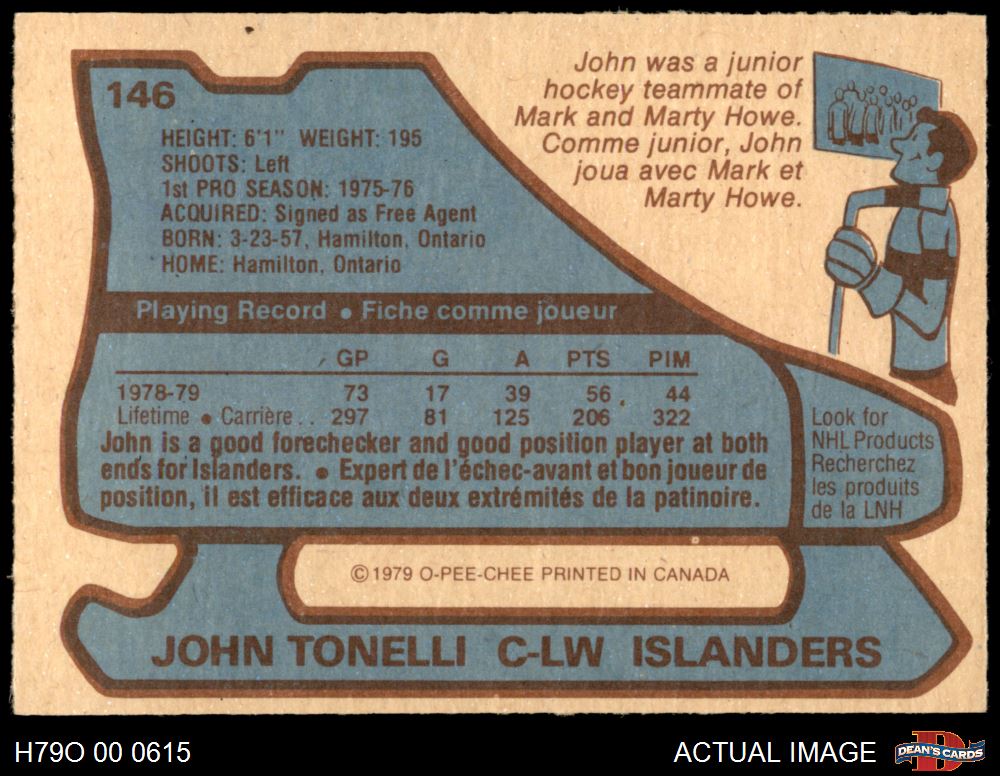 146
HEIGHT: 6'1" WEIGHT: 195
SHOOTS: Left
1st PRO SEASON: 1975-76
ACQUIRED: Signed as Free Agent
BORN: 3-23-57, Hamilton, Ontario
HOME: Hamilton, Ontario
John was a junior
hockey teammate of
Mark and Marty Howe.
Comme junior, John
joua avec Mark et
Marty Howe.
Playing Record • Fiche comme joueur
GP G A PTS PIM
1978-79 73 17 39 56 44
Lifetime • Carrière . . 297 81 125 206 322
John is a good forechecker and good position player at both
ends for Islanders. • Expert de l'échec-avant et bon joueur de
position, il est efficace aux deux extrémités de la patinoire.
Look for
NHL Products
Recherchez
les produits
de la LNH
© 1979 O-PEE-CHEE PRINTED IN CANADA
JOHN TONELLI C-LW ISLANDERS
H79O 00 0615
ACTUAL IMAGE
DEAN'S CARDS